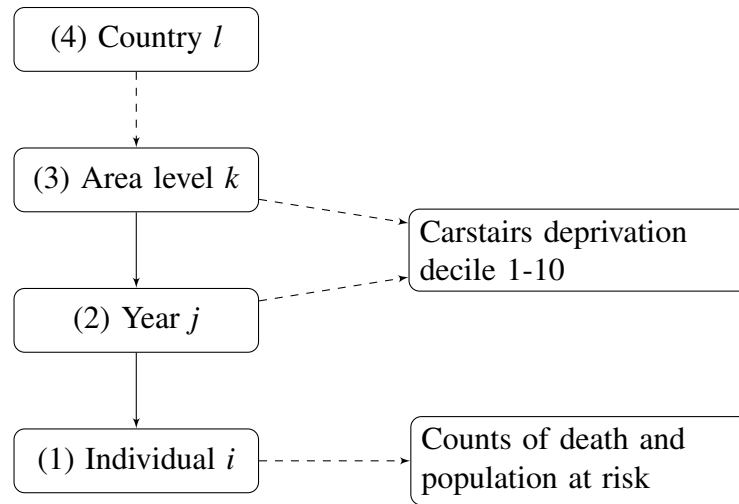 (4) Country l
(3) Area level k
Carstairs deprivation
decile 1-10
(2) Year j
(1) Individual i
Counts of death and
population at risk